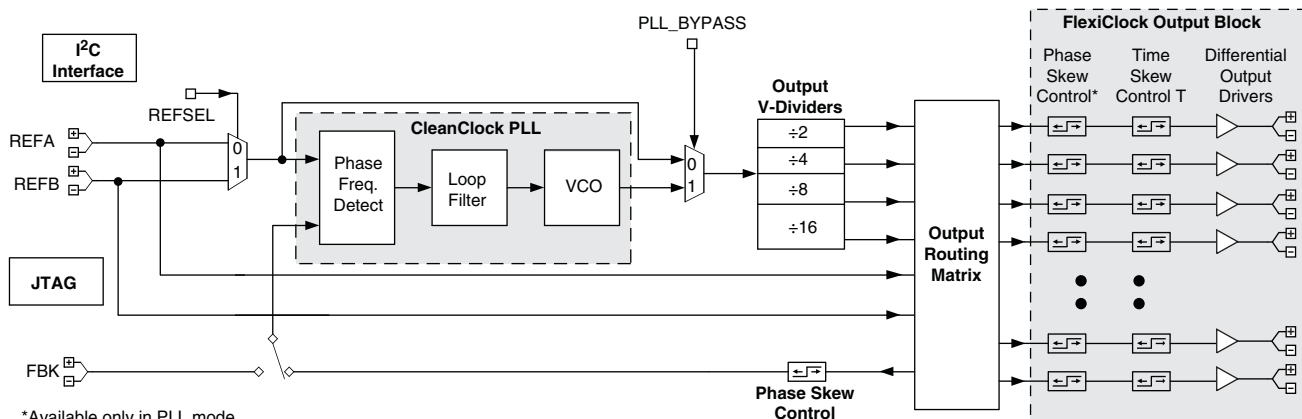 FlexiClock Output Block
PLL_BYPASS
I²C
Interface
Phase
Skew
Control*
Time
Skew
Control T
Differential
Output
Drivers
Output
V-Dividers
REFSEL
CleanClock PLL
REFA
+
-
REFB
+
-
0
1
Phase
Freq.
Detect
Loop
Filter
VCO
0
1
÷2
÷4
÷8
÷16
Output
Routing
Matrix
+
-
+
-
+
-
+
-
JTAG
+
-
+
-
FBK
+
-
Phase Skew
Control
*Available only in PLL mode